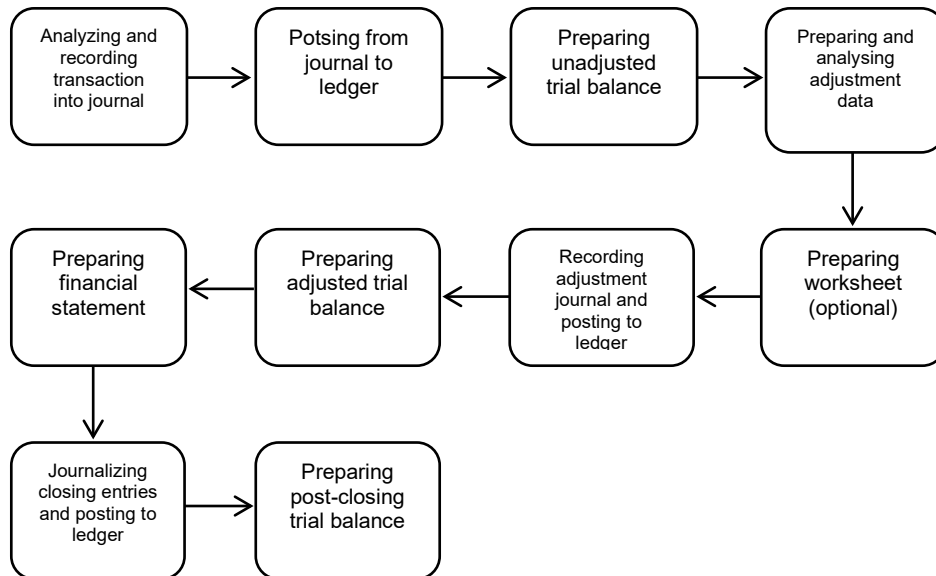 Analyzing and
recording
transaction
into journal
Potsing from
journal to
ledger
Preparing
unadjusted
trial balance
Preparing and
analysing
adjustment
data
Preparing
financial
statement
Preparing
adjusted trial
balance
Recording
adjustment
journal and
posting to
ledger
Preparing
worksheet
(optional)
Journalizing
closing entries
and posting to
ledger
Preparing
post-closing
trial balance